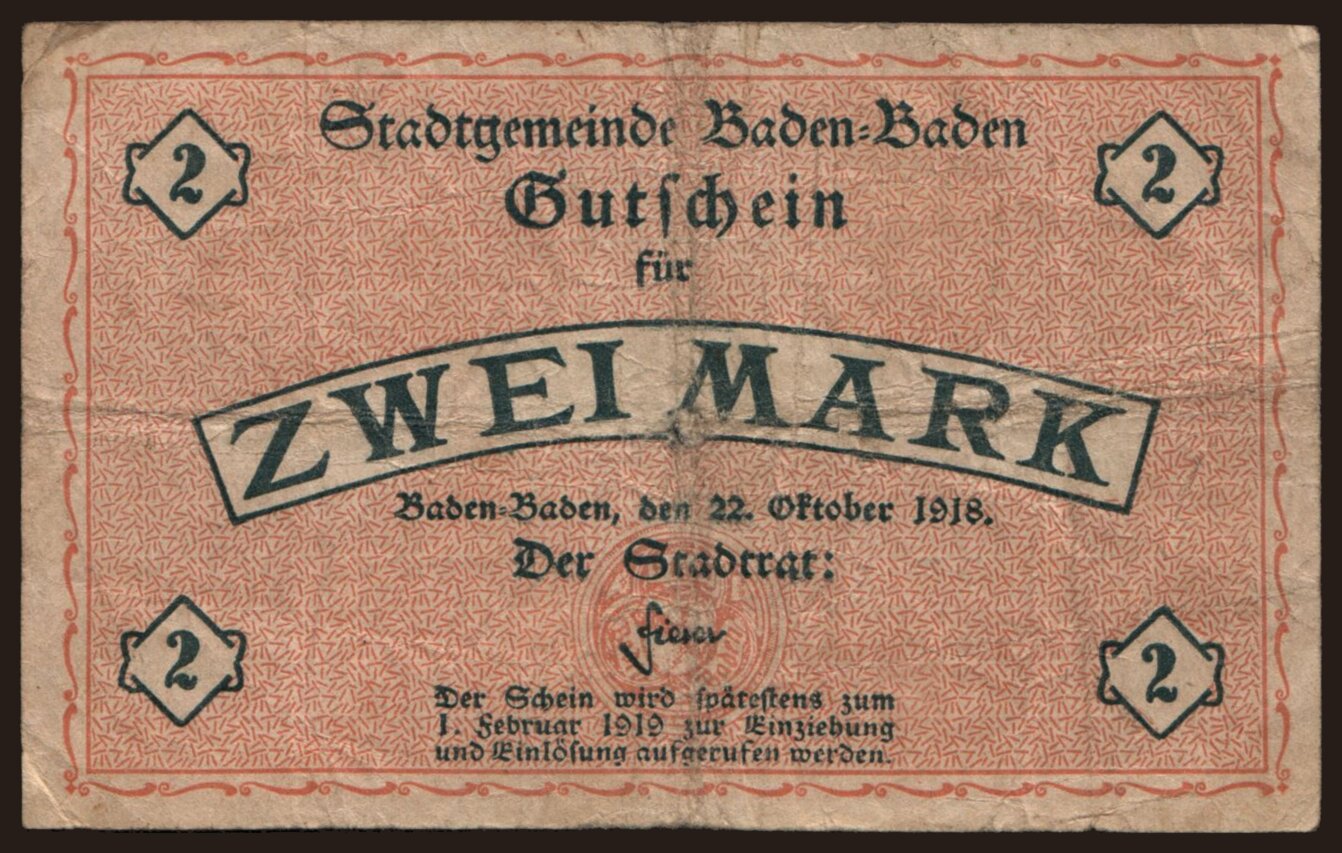 Stadtgemeinde Baden-Baden
2
2
Gutschein
für
ZWEI MARK
Baden-Baden, den 22. Oktober 1918.
Der Stadtrat:
Fieser
2
2
Der Schein wird spätestens zum
1. Februar 1919 zur Einziehung
und Einlösung aufgerufen werden.